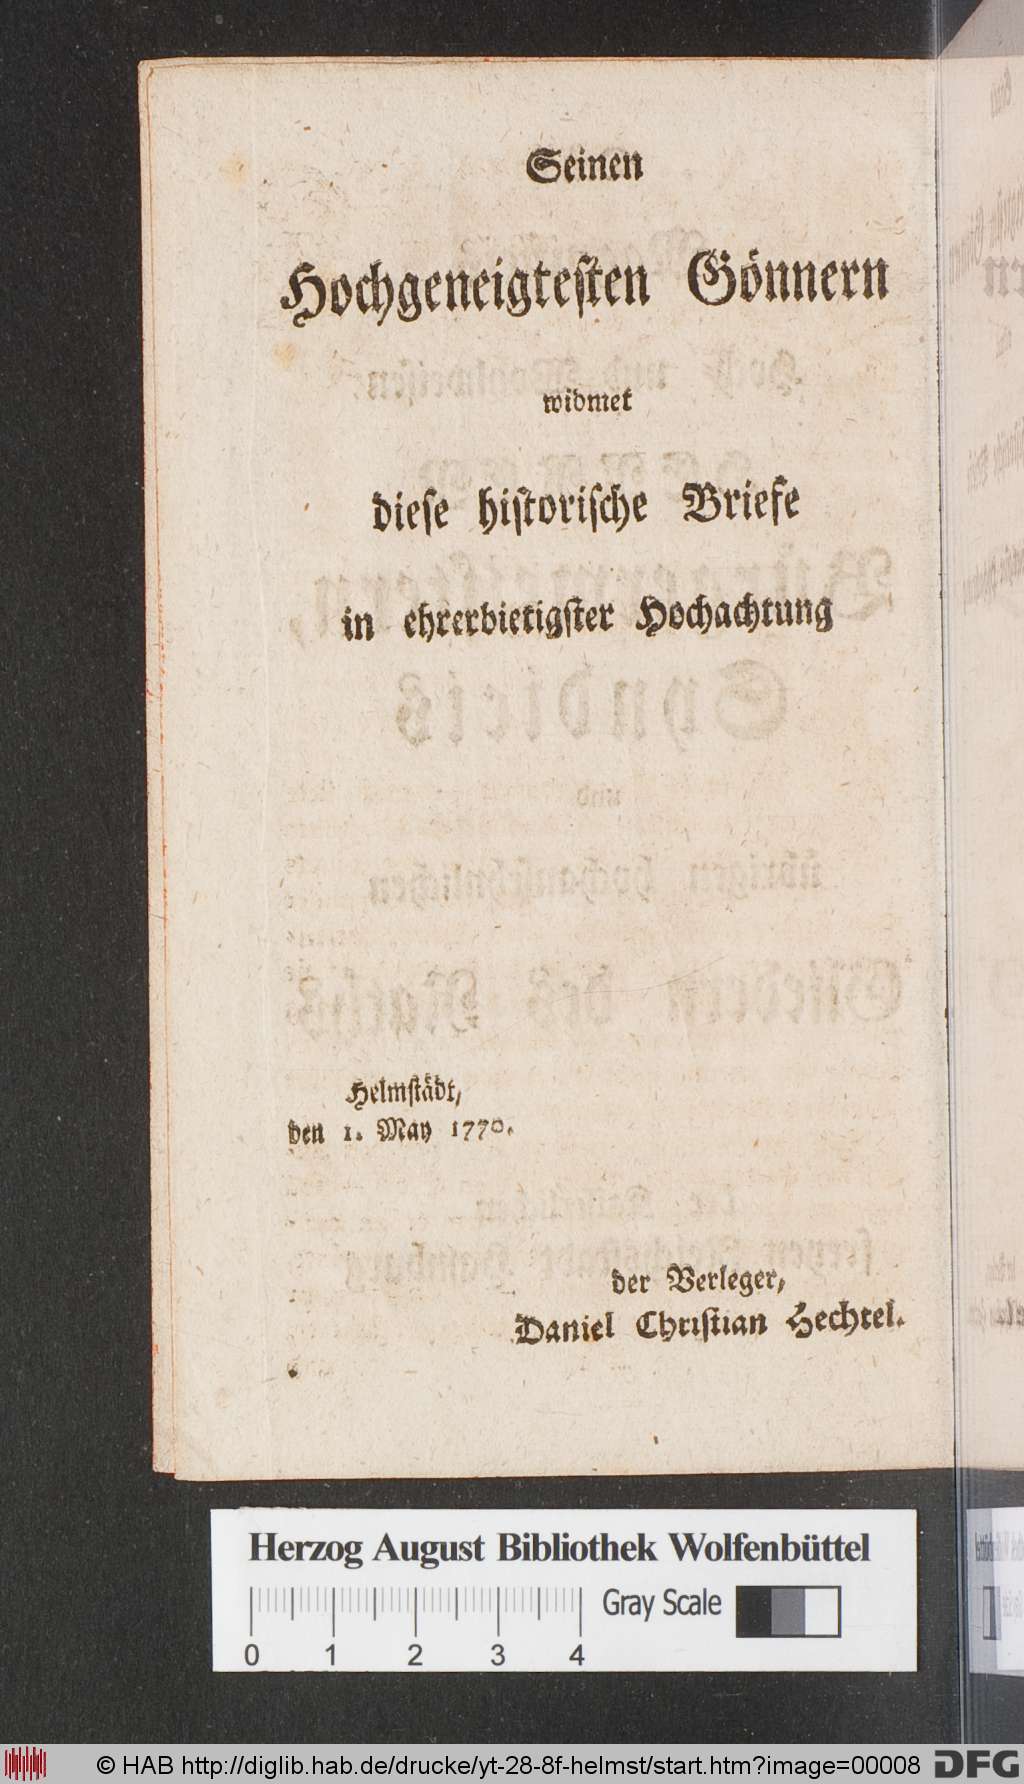 Seinen
Hochgeneigtesten Gönnern
widmet
diese historische Briefe
in ehrerbietigster Hochachtung
Helmstädt,
den 1. May 1770.
der Verleger,
Daniel Christian Hechtel.
Herzog August Bibliothek Wolfenbüttel
Gray Scale
0 1 2 3 4
© HAB http://diglib.hab.de/drucke/yt-28-8f-helmst/start.htm?image=00008
DFG